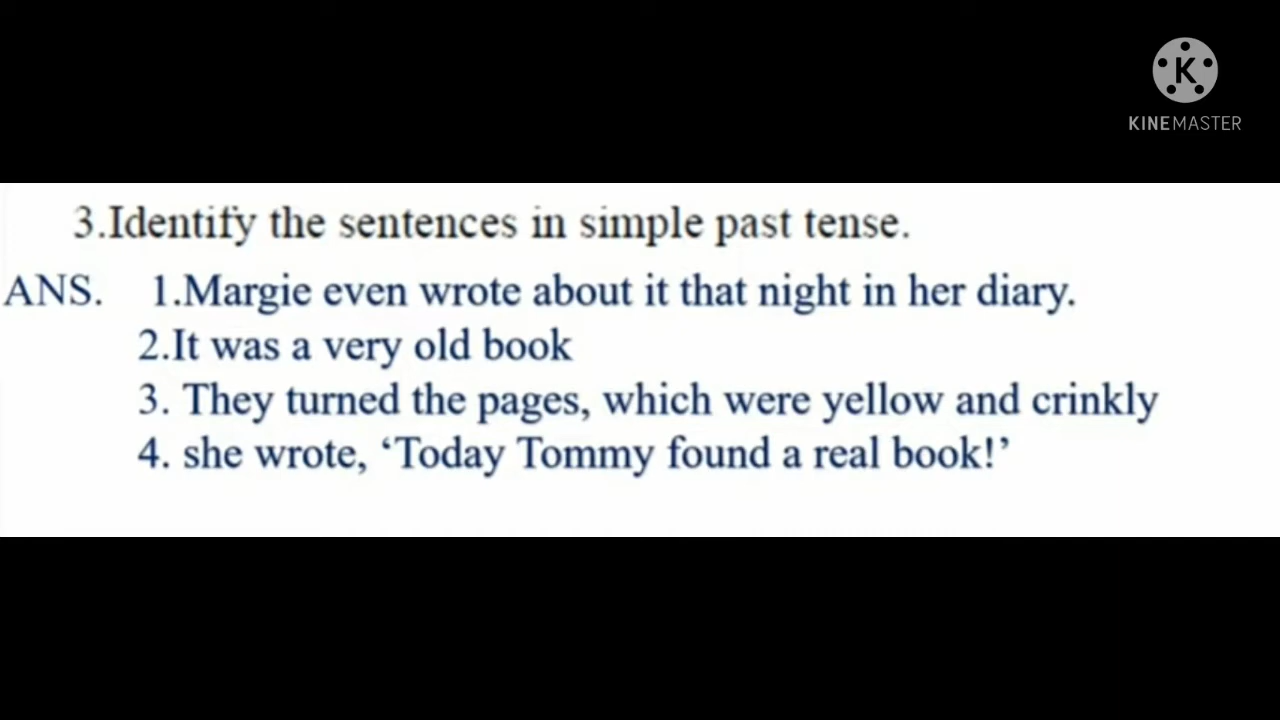 K
KINEMASTER
3.Identify the sentences in simple past tense.
ANS. 1.Margie even wrote about it that night in her diary.
2.It was a very old book
3. They turned the pages, which were yellow and crinkly
4. she wrote, ‘Today Tommy found a real book!’